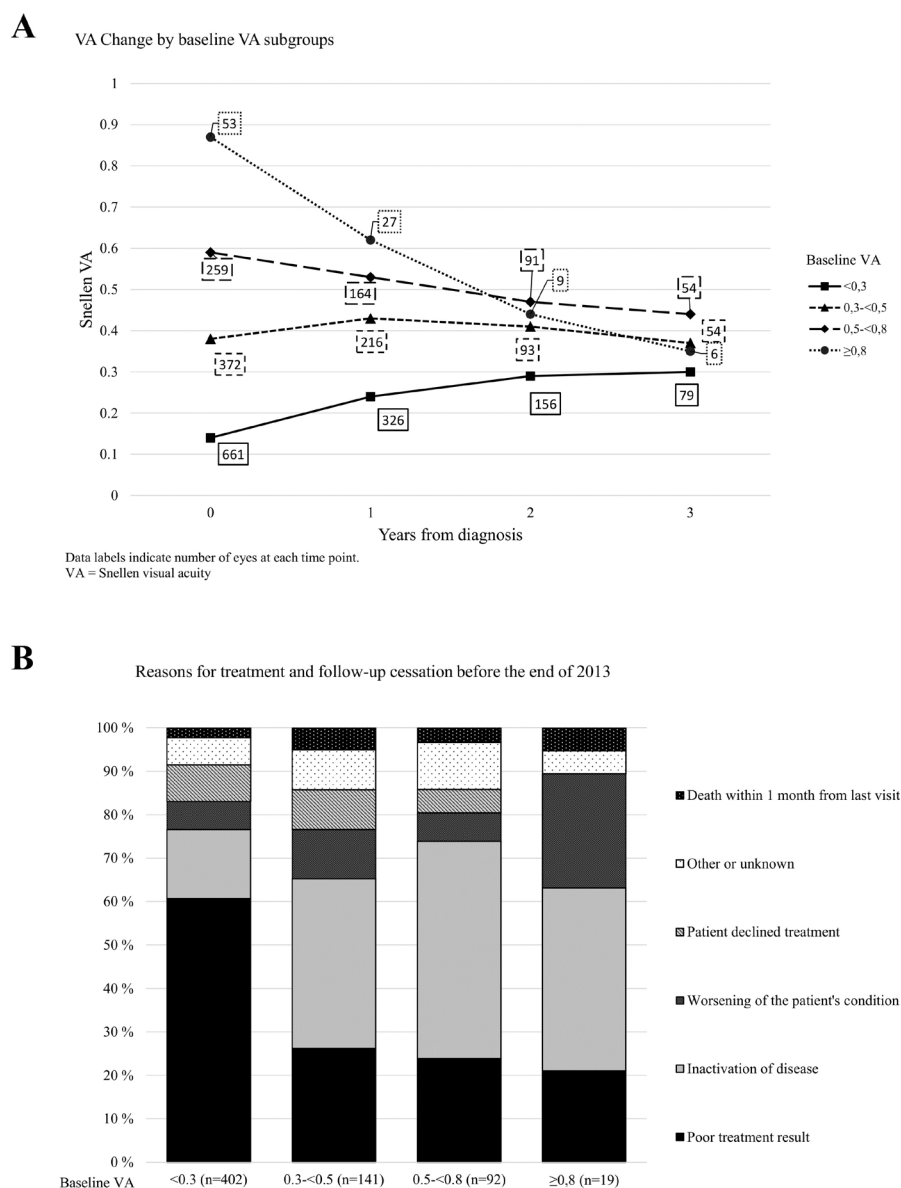 A
VA Change by baseline VA subgroups
1
0.9
0.8
0.7
0.6
0.5
0.4
0.3
0.2
0.1
0
Snellen VA
53
27
9
6
259
164
91
54
372
216
93
54
661
326
156
79
0 1 2 3
Years from diagnosis
Baseline VA
<0,3
0,3-<0,5
0,5-<0,8
≥0,8
Data labels indicate number of eyes at each time point.
VA = Snellen visual acuity
B
Reasons for treatment and follow-up cessation before the end of 2013
100 %
90 %
80 %
70 %
60 %
50 %
40 %
30 %
20 %
10 %
0 %
Baseline VA <0.3 (n=402) 0.3-<0.5 (n=141) 0.5-<0.8 (n=92) ≥0,8 (n=19)
Death within 1 month from last visit
Other or unknown
Patient declined treatment
Worsening of the patient's condition
Inactivation of disease
Poor treatment result